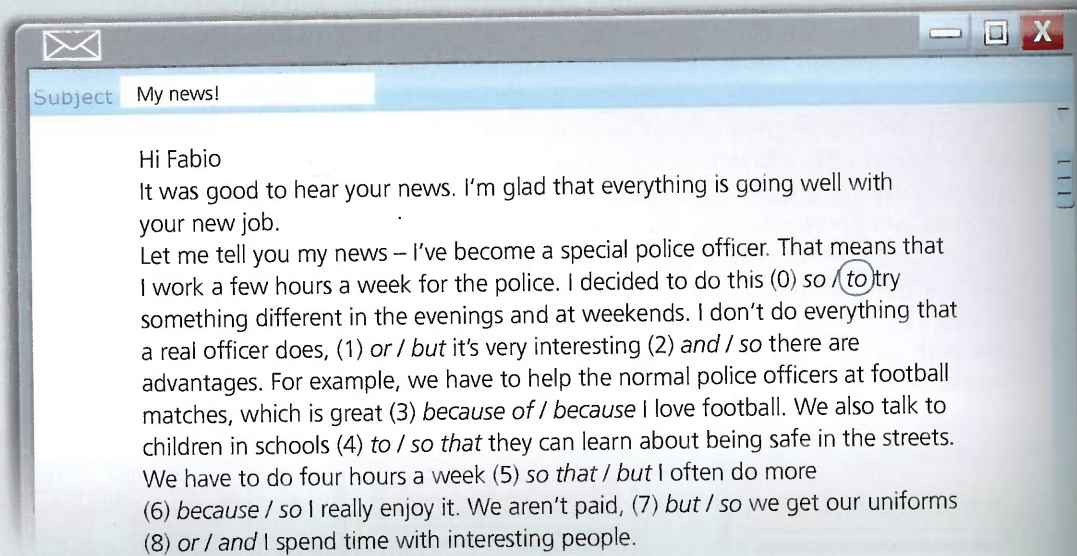 X
Subject My news!
Hi Fabio
It was good to hear your news. I'm glad that everything is going well with
your new job.
Let me tell you my news – I've become a special police officer. That means that
I work a few hours a week for the police. I decided to do this (0) so / to try
something different in the evenings and at weekends. I don't do everything that
a real officer does, (1) or / but it's very interesting (2) and / so there are
advantages. For example, we have to help the normal police officers at football
matches, which is great (3) because of / because I love football. We also talk to
children in schools (4) to / so that they can learn about being safe in the streets.
We have to do four hours a week (5) so that / but I often do more
(6) because / so I really enjoy it. We aren't paid, (7) but / so we get our uniforms
(8) or / and I spend time with interesting people.